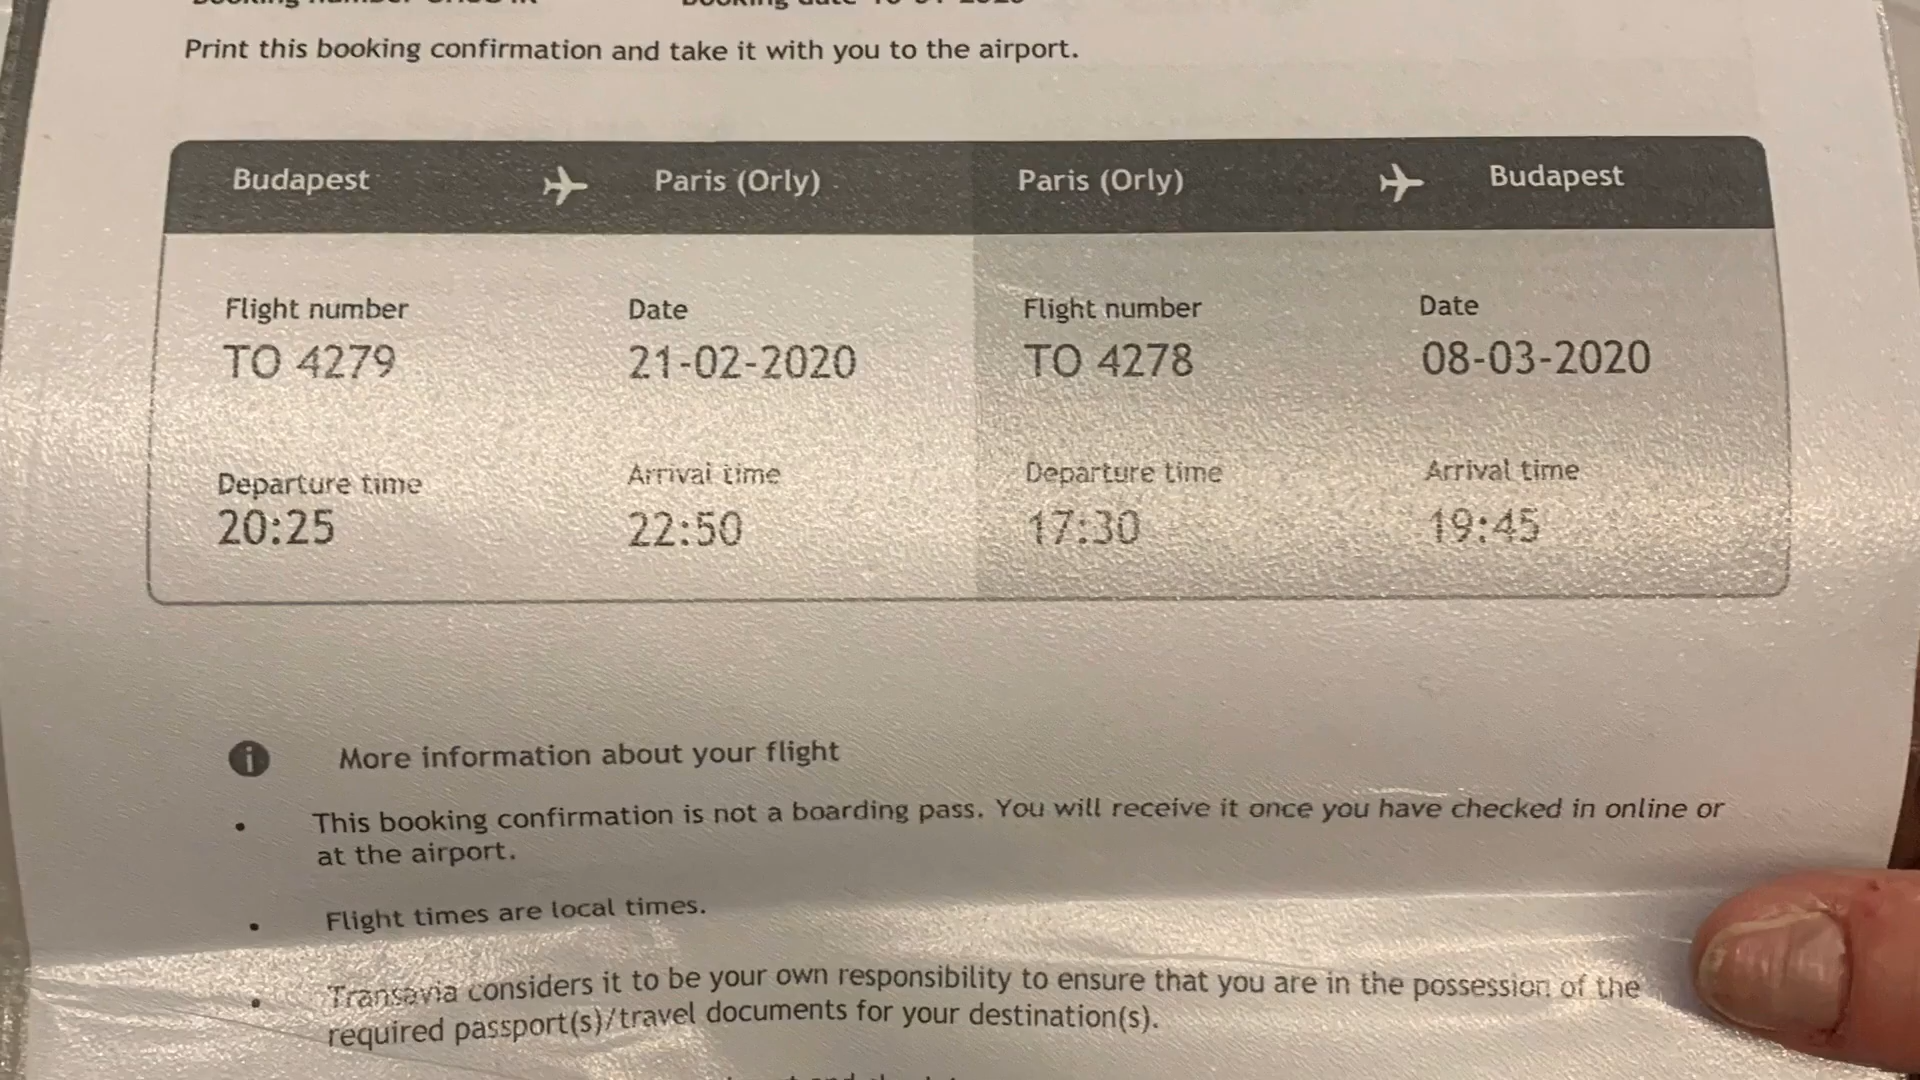 Print this booking confirmation and take it with you to the airport.
Budapest Paris (Orly) Paris (Orly) Budapest
Flight number Date Flight number Date
TO 4279 21-02-2020 TO 4278 08-03-2020
Departure time Arrival time Departure time Arrival time
20:25 22:50 17:30 19:45
More information about your flight
• This booking confirmation is not a boarding pass. You will receive it once you have checked in online or
at the airport.
• Flight times are local times.
• Transavia considers it to be your own responsibility to ensure that you are in the possession of the
required passport(s)/travel documents for your destination(s).